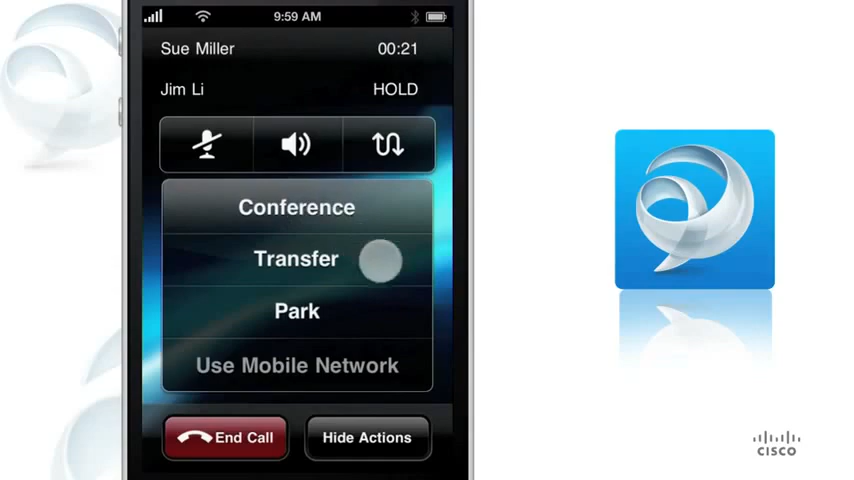 9:59 AM
Sue Miller 00:21
Jim Li HOLD
Conference
Transfer
Park
Use Mobile Network
End Call Hide Actions
CISCO